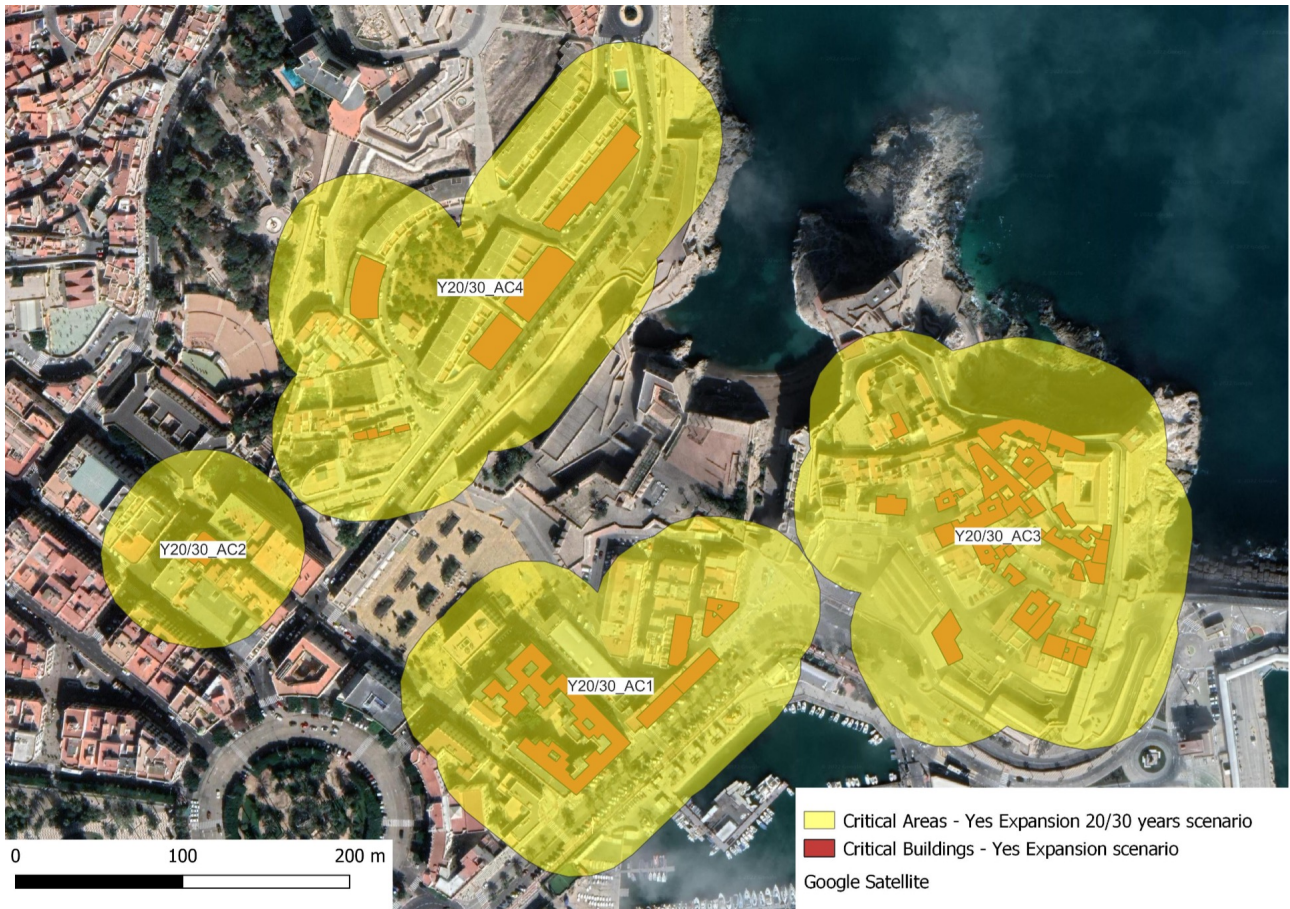 Y20/30_AC4
Y20/30_AC3
Y20/30_AC2
Y20/30_AC1
Critical Areas - Yes Expansion 20/30 years scenario
Critical Buildings - Yes Expansion scenario
Google Satellite
0 100 200 m